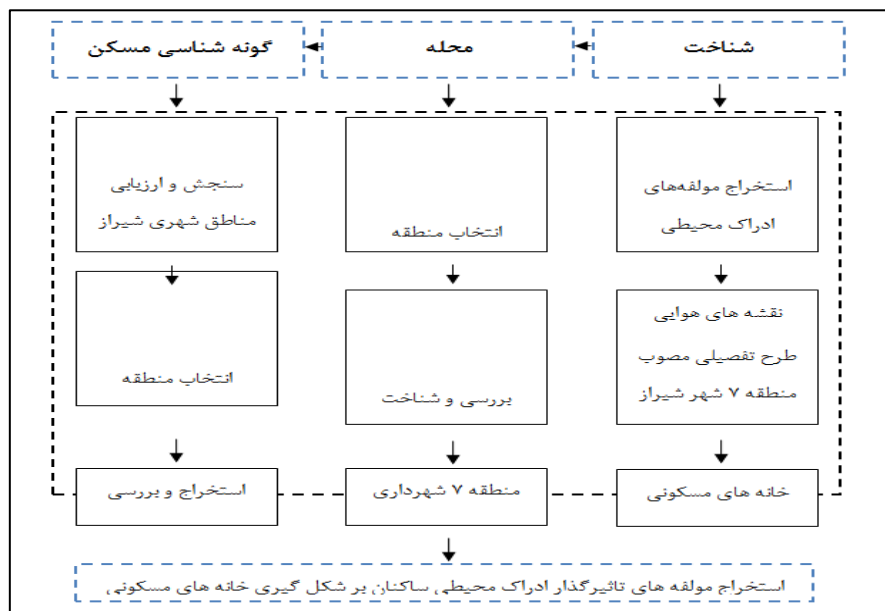 شناخت
محله
گونه شناسی مسکن
استخراج مولفه‌های
ادراک محیطی
انتخاب منطقه
سنجش و ارزیابی
مناطق شهری شیراز
نقشه های هوایی
طرح تفصیلی مصوب
منطقه ۷ شهر شیراز
بررسی و شناخت
انتخاب منطقه
خانه های مسکونی
منطقه ۷ شهرداری
استخراج و بررسی
استخراج مولفه های تاثیرگذار ادراک محیطی ساکنان بر شکل گیری خانه های مسکونی